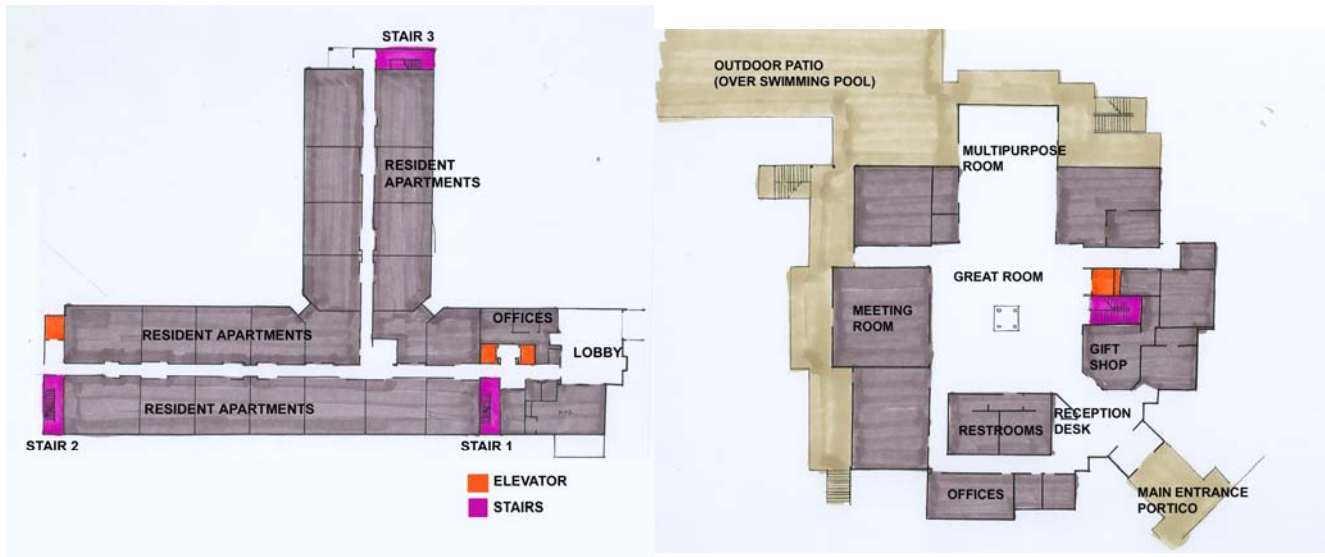 STAIR 3
RESIDENT
APARTMENTS
RESIDENT APARTMENTS
OFFICES
LOBBY
RESIDENT APARTMENTS
STAIR 2
STAIR 1
ELEVATOR
STAIRS
OUTDOOR PATIO
(OVER SWIMMING POOL)
MULTIPURPOSE
ROOM
GREAT ROOM
MEETING
ROOM
GIFT
SHOP
RECEPTION
DESK
RESTROOMS
OFFICES
MAIN ENTRANCE
PORTICO